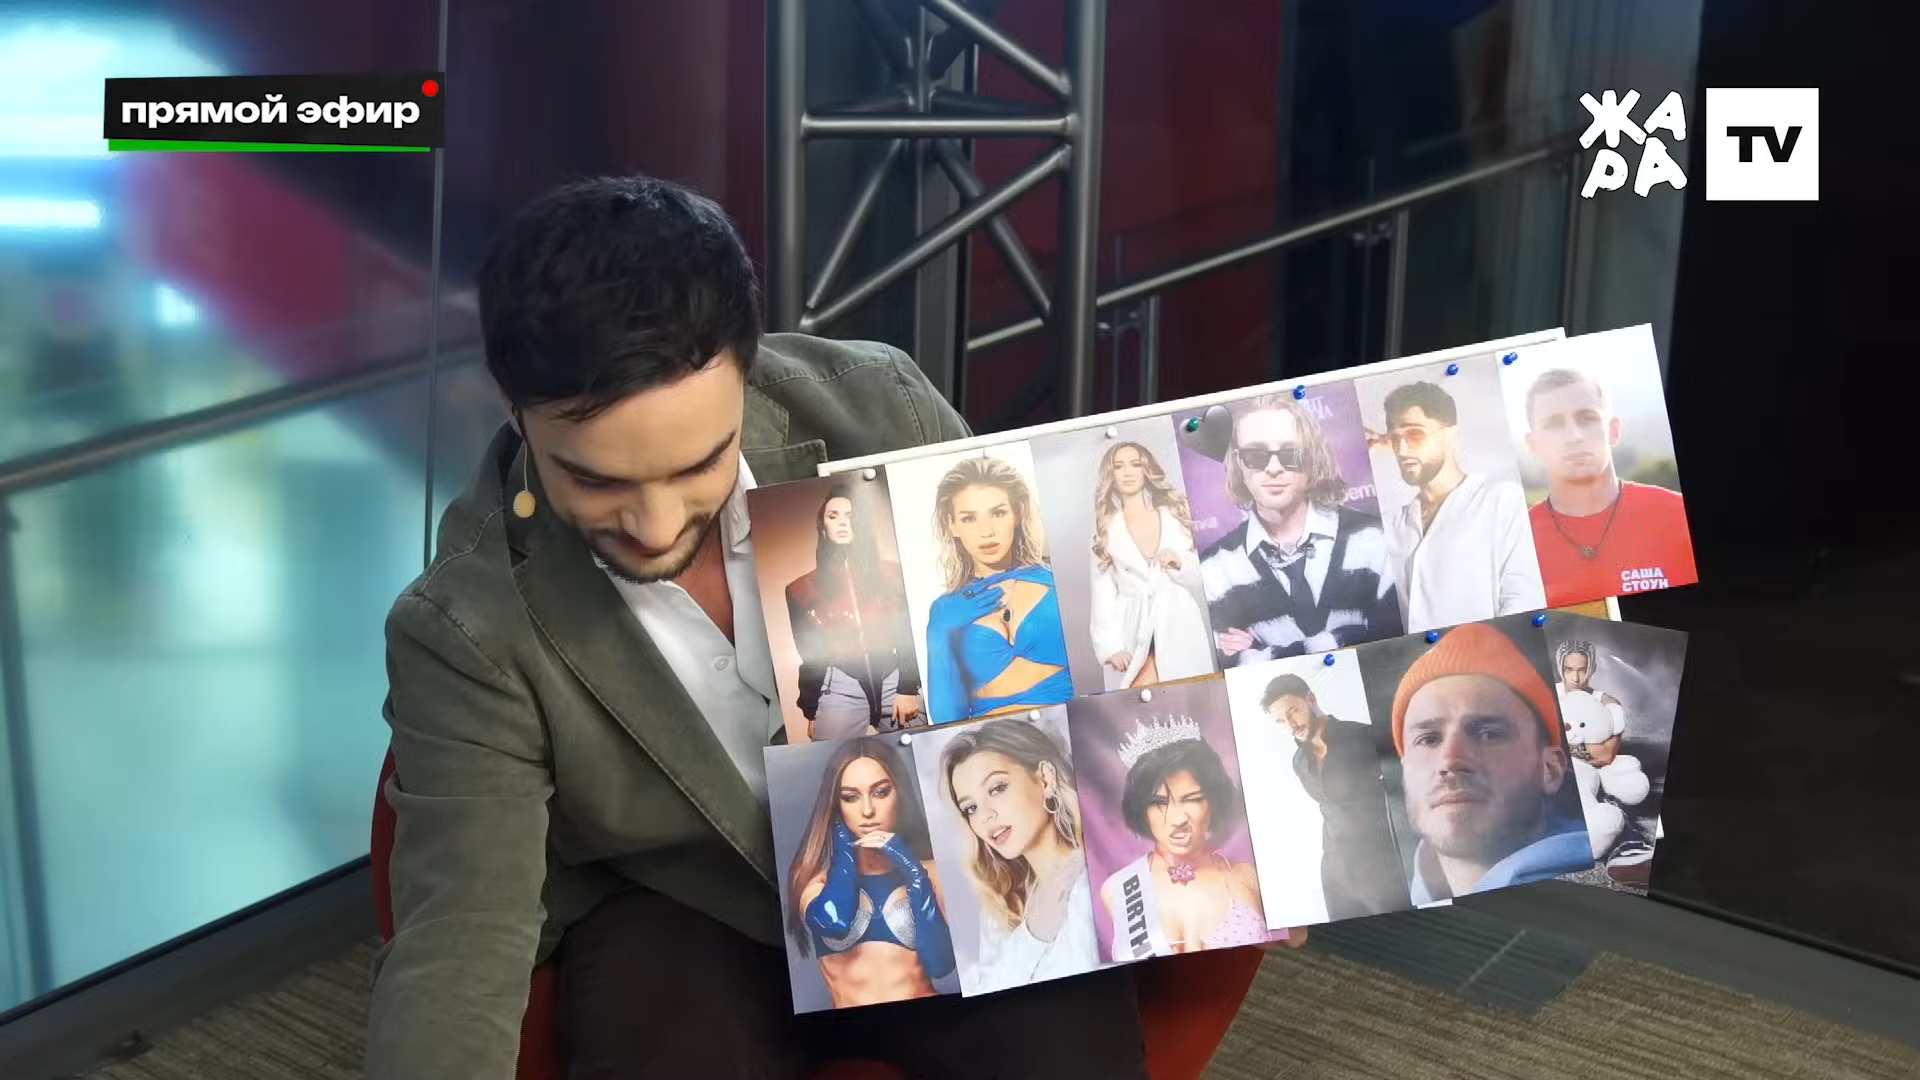 прямой эфир
ЖА
РА
TV
САША
СТОУН
BIRTH